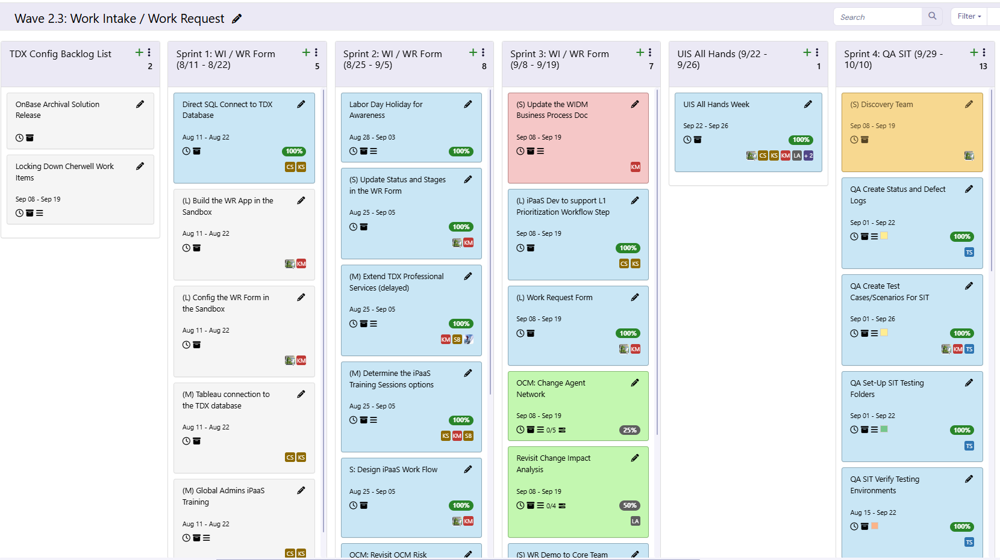 Wave 2.3: Work Intake / Work Request
Search
Filter
TDX Config Backlog List
2
OnBase Archival Solution
Release
Locking Down Cherwell Work
Items
Sep 08 - Sep 19
Sprint 1: WI / WR Form
(8/11 - 8/22)
5
Direct SQL Connect to TDX
Database
Aug 11 - Aug 22
100%
CS KS
(L) Build the WR App in the
Sandbox
Aug 11 - Aug 22
KM
(L) Config the WR Form in
the Sandbox
Aug 11 - Aug 22
KM
(M) Tableau connection to
the TDX database
Aug 11 - Aug 22
CS KS
(M) Global Admins iPaaS
Training
Aug 11 - Aug 22
CS KS
Sprint 2: WI / WR Form
(8/25 - 9/5)
8
Labor Day Holiday for
Awareness
Aug 28 - Sep 03
100%
(S) Update Status and Stages
in the WR Form
Aug 25 - Sep 05
100%
KM
(M) Extend TDX Professional
Services (delayed)
Aug 25 - Sep 05
100%
KM SB
(M) Determine the iPaaS
Training Sessions options
Aug 25 - Sep 05
100%
KS KM SB
S: Design iPaaS Work Flow
Aug 25 - Sep 05
100%
KM
OCM: Revisit OCM Risk
Sprint 3: WI / WR Form
(9/8 - 9/19)
7
(S) Update the WIDM
Business Process Doc
Sep 08 - Sep 19
KM
(L) iPaaS Dev to support L1
Prioritization Workflow Step
Sep 08 - Sep 19
100%
CS KS
(L) Work Request Form
Sep 08 - Sep 19
100%
KM
OCM: Change Agent
Network
Sep 08 - Sep 19
0/5
25%
Revisit Change Impact
Analysis
Sep 08 - Sep 19
0/4
50%
LA
(S) WR Demo to Core Team
UIS All Hands (9/22 -
9/26)
1
UIS All Hands Week
Sep 22 - Sep 26
100%
CS KS KM LA + 2
Sprint 4: QA SIT (9/29 -
10/10)
13
(S) Discovery Team
Sep 08 - Sep 19
QA Create Status and Defect
Logs
Sep 01 - Sep 22
100%
TS
QA Create Test
Cases/Scenarios For SIT
Sep 01 - Sep 26
100%
KM TS
QA Set-Up SIT Testing
Folders
Sep 01 - Sep 22
100%
TS
QA SIT Verify Testing
Environments
Aug 15 - Sep 22
100%
TS